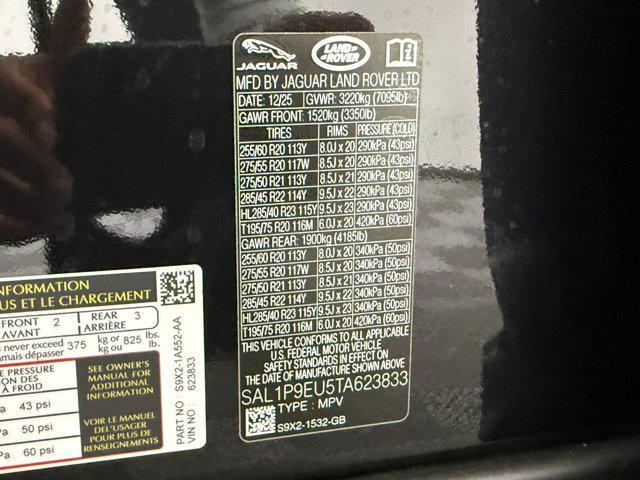 JAGUAR
LAND ROVER
MFD BY JAGUAR LAND ROVER LTD
DATE: 12/25 GVWR: 3220kg (7095lb)
GAWR FRONT: 1520kg (3350lb)
TIRES RIMS PRESSURE (COLD)
255/60 R20 113Y 8.0J x 20 290kPa (43psi)
275/55 R20 117W 8.5J x 20 290kPa (43psi)
275/50 R21 113Y 8.5J x 21 290kPa (43psi)
285/45 R22 114Y 9.5J x 22 290kPa (43psi)
HL285/40 R23 115Y 9.5J x 23 290kPa (43psi)
T195/75 R20 116M 6.0J x 20 420kPa (60psi)
GAWR REAR: 1900kg (4185lb)
255/60 R20 113Y 8.0J x 20 340kPa (50psi)
275/55 R20 117W 8.5J x 20 340kPa (50psi)
275/50 R21 113Y 8.5J x 21 340kPa (50psi)
285/45 R22 114Y 9.5J x 22 340kPa (50psi)
HL285/40 R23 115Y 9.5J x 23 340kPa (50psi)
T195/75 R20 116M 6.0J x 20 420kPa (60psi)
THIS VEHICLE CONFORMS TO ALL APPLICABLE
U.S. FEDERAL MOTOR VEHICLE
SAFETY STANDARDS IN EFFECT ON
THE DATE OF MANUFACTURE SHOWN ABOVE
SAL1P9EU5TA623833
TYPE: MPV
S9X2-1532-GB
INFORMATION
US ET LE CHARGEMENT
FRONT 2 REAR 3
AVANT ARRIÈRE
never exceed 375 kg or 825 lbs.
amais dépasser kg ou lb.
PRESSURE
ON DES
À FROID
a 43 psi
a 50 psi
Pa 60 psi
SEE OWNER'S
MANUAL FOR
ADDITIONAL
INFORMATION
VOIR LE MANUEL
DU VÉHICULE
POUR PLUS DE
RENSEIGNEMENTS
S9X2-1A552-AA
VIN NO: 623833